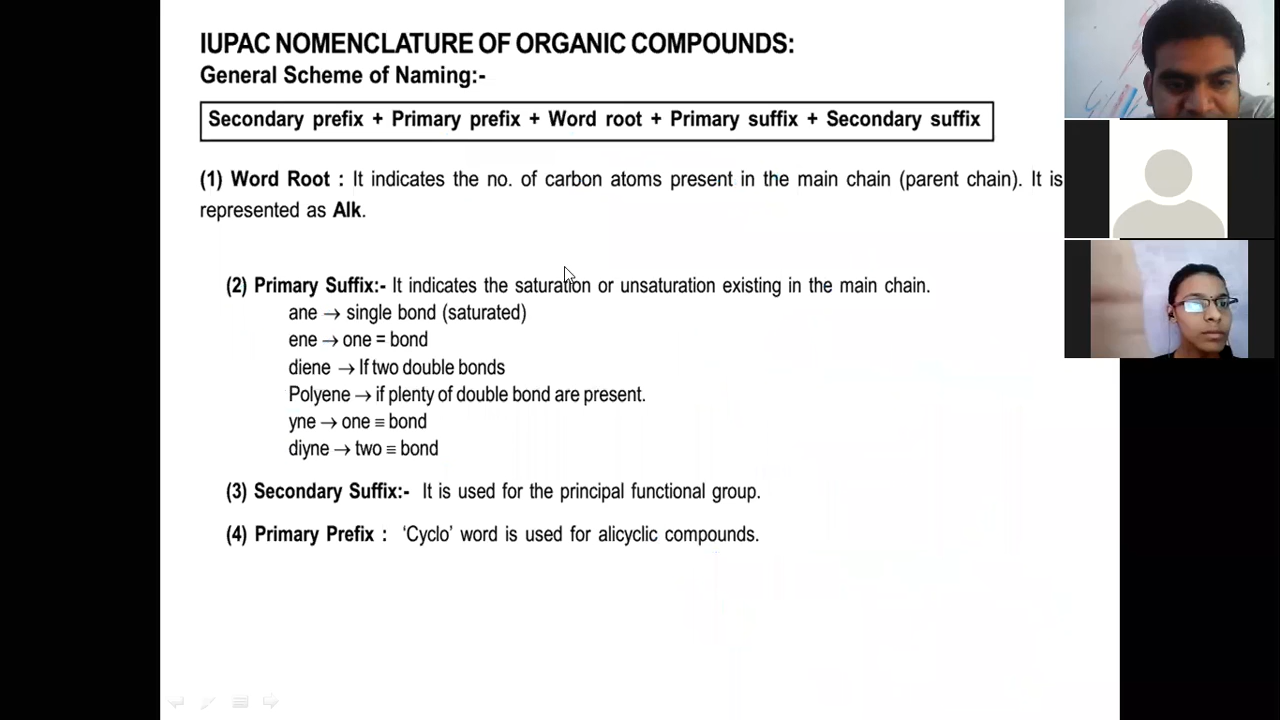 IUPAC NOMENCLATURE OF ORGANIC COMPOUNDS:
General Scheme of Naming:-
Secondary prefix + Primary prefix + Word root + Primary suffix + Secondary suffix
(1) Word Root : It indicates the no. of carbon atoms present in the main chain (parent chain). It is
represented as Alk.
(2) Primary Suffix:- It indicates the saturation or unsaturation existing in the main chain.
ane → single bond (saturated)
ene → one = bond
diene → If two double bonds
Polyene → if plenty of double bond are present.
yne → one ≡ bond
diyne → two ≡ bond
(3) Secondary Suffix:- It is used for the principal functional group.
(4) Primary Prefix : ‘Cyclo’ word is used for alicyclic compounds.